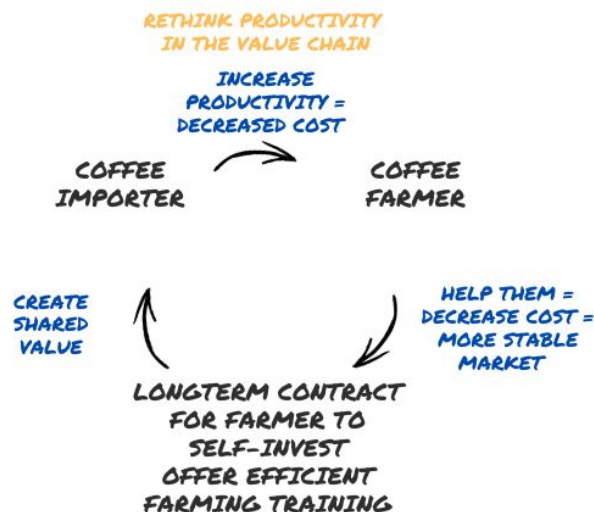 RETHINK PRODUCTIVITY
IN THE VALUE CHAIN
INCREASE
PRODUCTIVITY =
DECREASED COST
COFFEE
IMPORTER
COFFEE
FARMER
CREATE
SHARED
VALUE
HELP THEM =
DECREASE COST =
MORE STABLE
MARKET
LONGTERM CONTRACT
FOR FARMER TO
SELF-INVEST
OFFER EFFICIENT
FARMING TRAINING